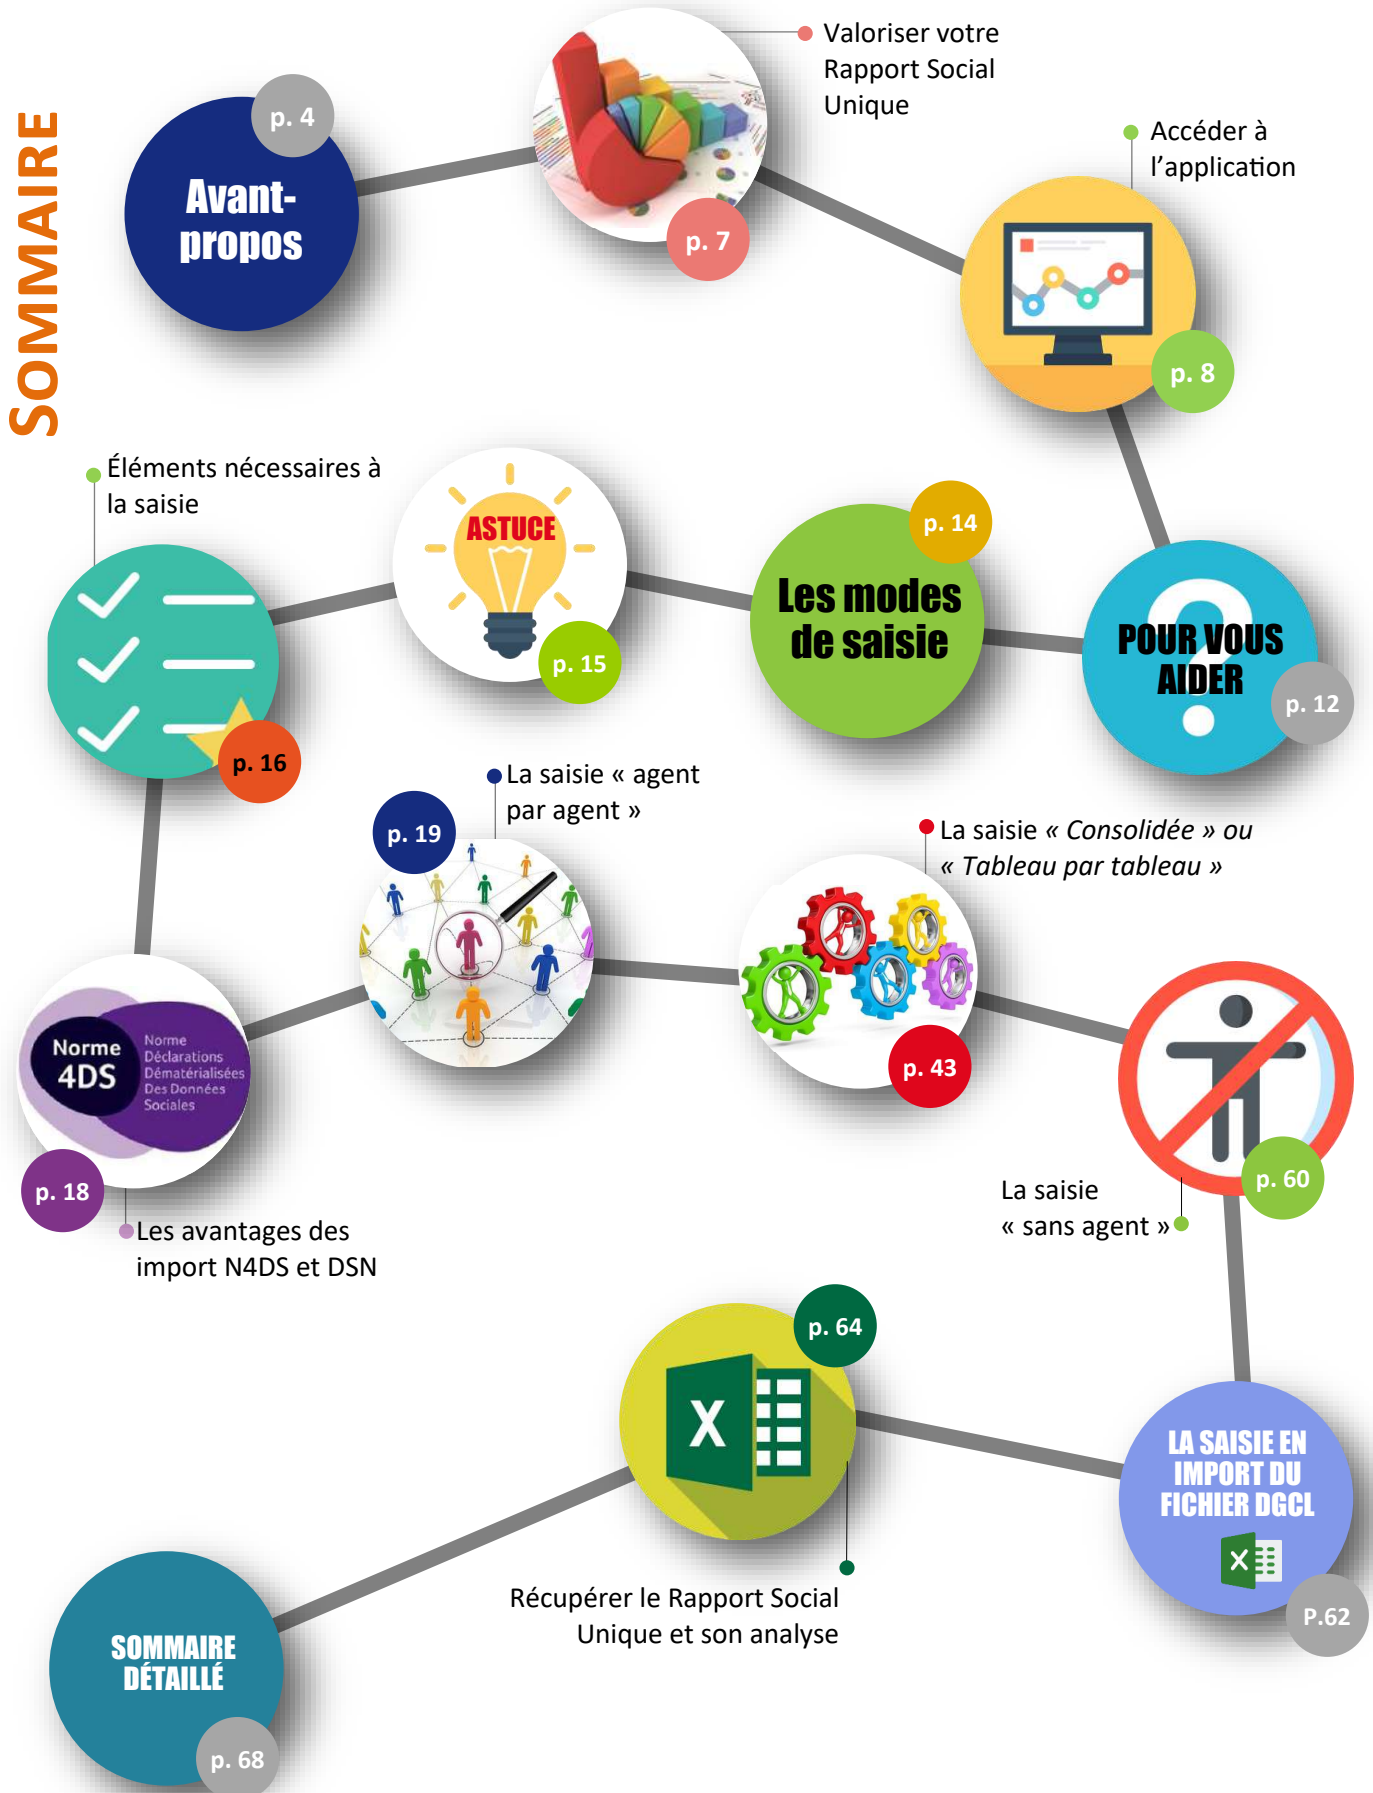 SOMMAIRE
p. 4
Avant-
propos
Valoriser votre
Rapport Social
Unique
p. 7
Accéder à
l’application
p. 8
POUR VOUS
AIDER
p. 12
p. 14
Les modes
de saisie
ASTUCE
p. 15
Éléments nécessaires à
la saisie
p. 16
Norme
4DS
Norme
Déclarations
Dématérialisées
Des Données
Sociales
p. 18
Les avantages des
import N4DS et DSN
La saisie « agent
par agent »
p. 19
La saisie « Consolidée » ou
« Tableau par tableau »
p. 43
La saisie
« sans agent »
p. 60
LA SAISIE EN
IMPORT DU
FICHIER DGCL
X
P.62
p. 64
X
Récupérer le Rapport Social
Unique et son analyse
SOMMAIRE
DÉTAILLÉ
p. 68